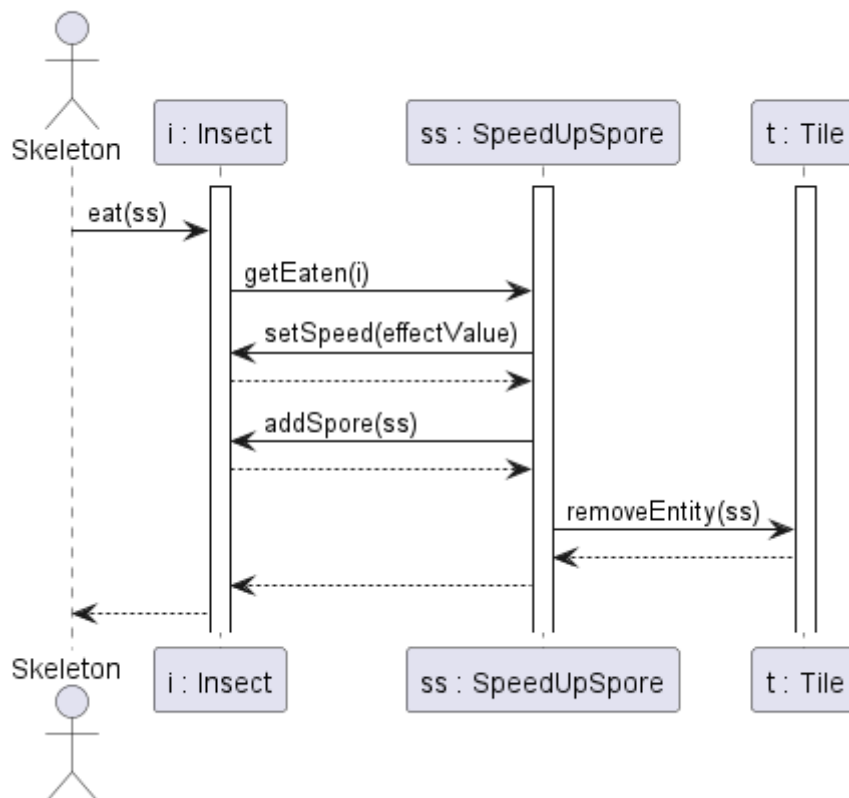 Skeleton
i : Insect
ss : SpeedUpSpore
t : Tile
eat(ss)
getEaten(i)
setSpeed(effectValue)
addSpore(ss)
removeEntity(ss)
Skeleton
i : Insect
ss : SpeedUpSpore
t : Tile